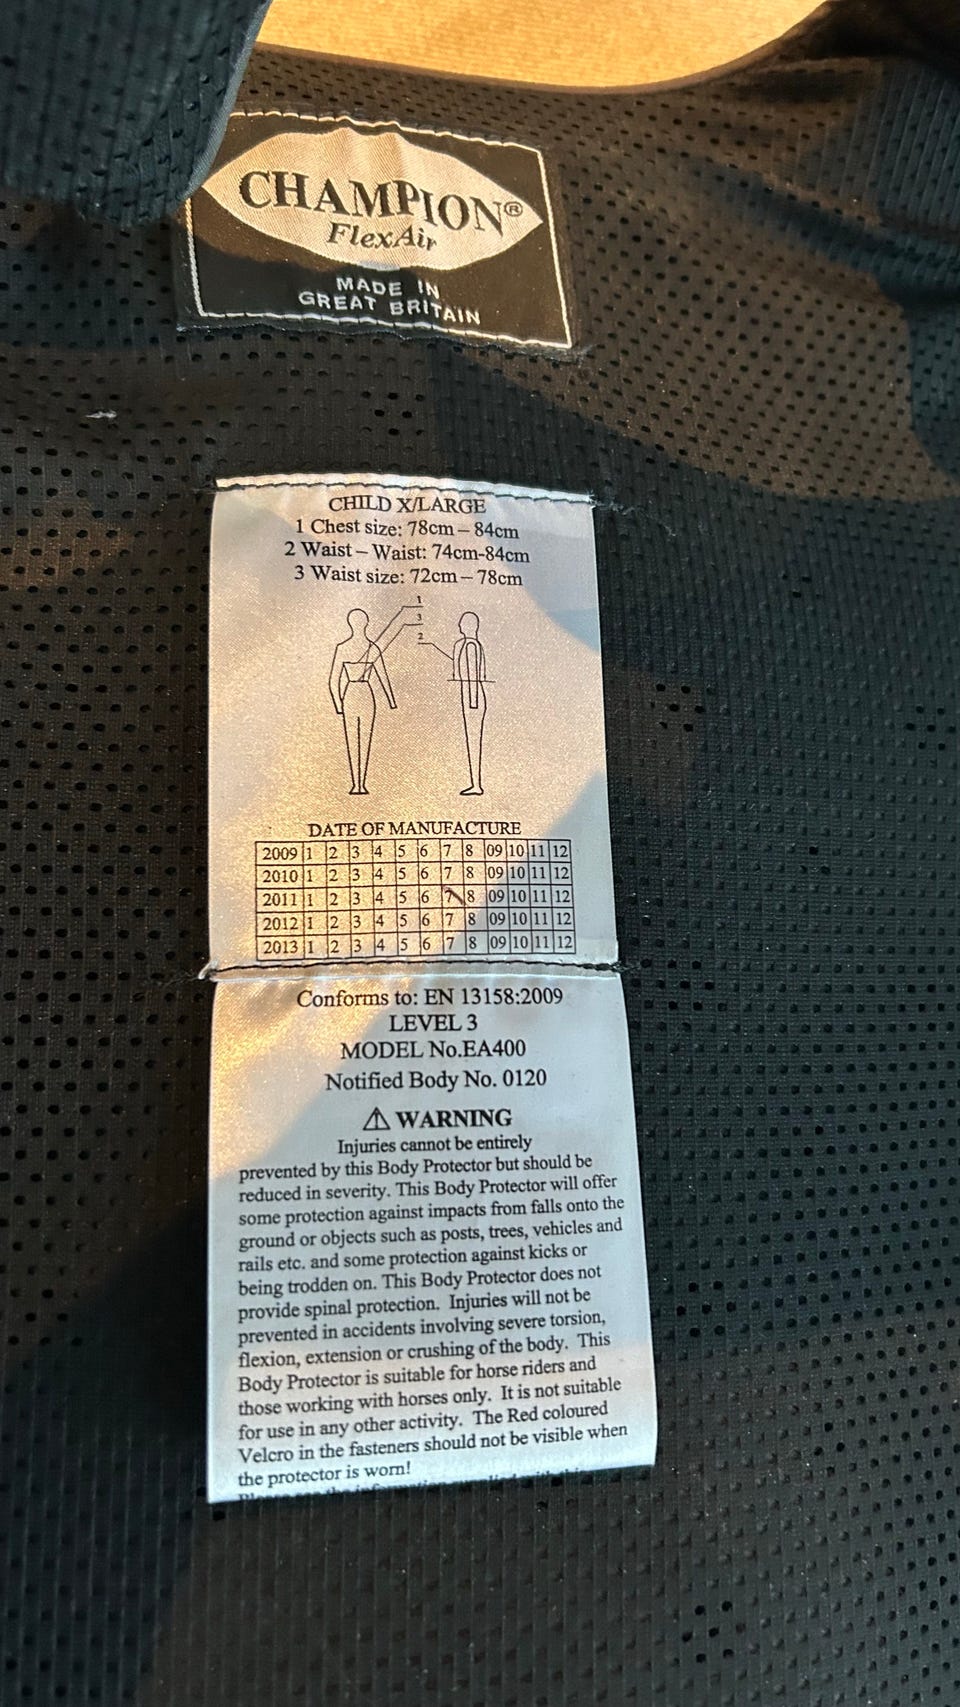 CHAMPION®
FlexAir
MADE IN
GREAT BRITAIN
CHILD X/LARGE
1 Chest size: 78cm – 84cm
2 Waist – Waist: 74cm-84cm
3 Waist size: 72cm – 78cm
1
3
2
DATE OF MANUFACTURE
2009 1 2 3 4 5 6 7 8 09 10 11 12
2010 1 2 3 4 5 6 7 8 09 10 11 12
2011 1 2 3 4 5 6 7 8 09 10 11 12
2012 1 2 3 4 5 6 7 8 09 10 11 12
2013 1 2 3 4 5 6 7 8 09 10 11 12
Conforms to: EN 13158:2009
LEVEL 3
MODEL No.EA400
Notified Body No. 0120
⚠ WARNING
Injuries cannot be entirely
prevented by this Body Protector but should be
reduced in severity. This Body Protector will offer
some protection against impacts from falls onto the
ground or objects such as posts, trees, vehicles and
rails etc. and some protection against kicks or
being trodden on. This Body Protector does not
provide spinal protection. Injuries will not be
prevented in accidents involving severe torsion,
flexion, extension or crushing of the body. This
Body Protector is suitable for horse riders and
those working with horses only. It is not suitable
for use in any other activity. The Red coloured
Velcro in the fasteners should not be visible when
the protector is worn!